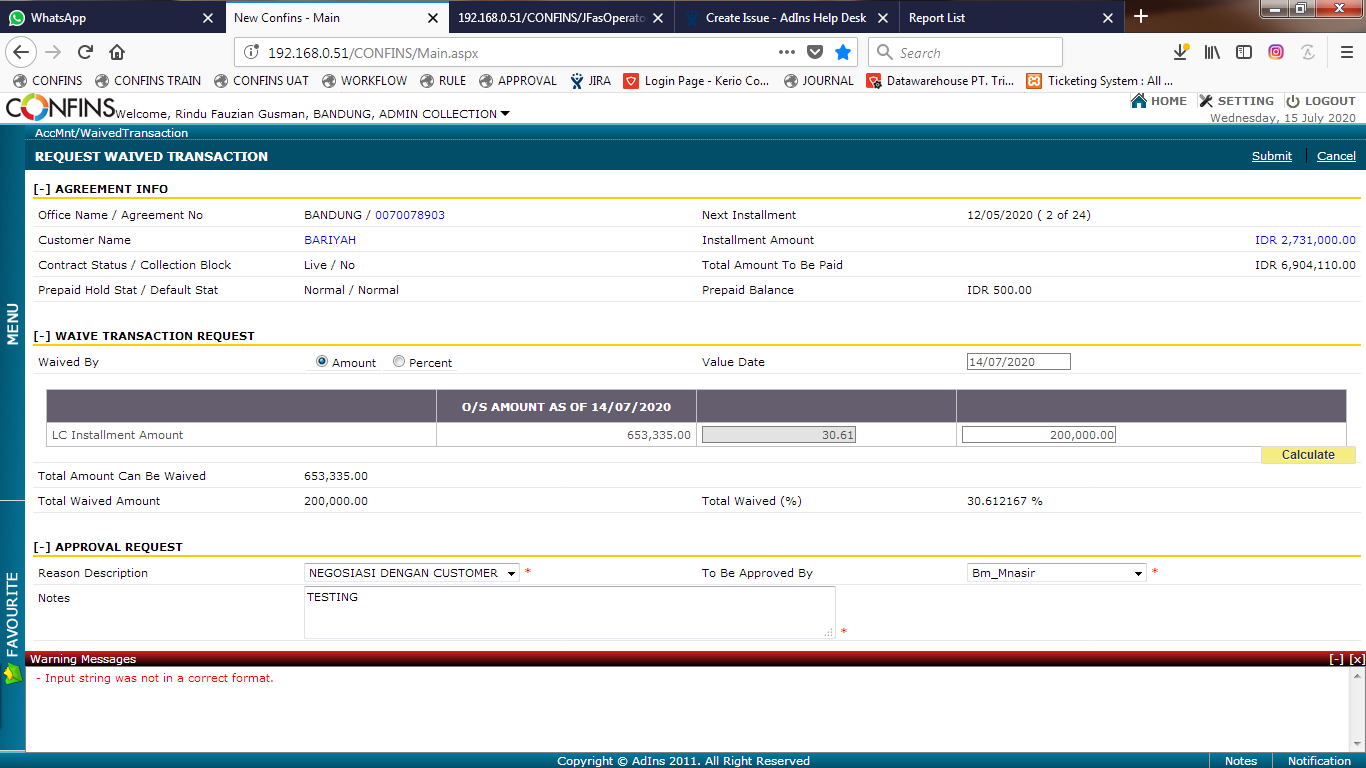 WhatsApp New Confins - Main 192.168.0.51/CONFINS/JFasOperato Create Issue - AdIns Help Desk Report List
192.168.0.51/CONFINS/Main.aspx Search
CONFINS CONFINS TRAIN CONFINS UAT WORKFLOW RULE APPROVAL JIRA Login Page - Kerio Co... JOURNAL Datawarehouse PT. Tri... Ticketing System : All ...
CONFINS Welcome, Rindu Fauzian Gusman, BANDUNG, ADMIN COLLECTION HOME SETTING LOGOUT
Wednesday, 15 July 2020
AccMnt/WaivedTransaction
REQUEST WAIVED TRANSACTION Submit Cancel
[-] AGREEMENT INFO
Office Name / Agreement No BANDUNG / 0070078903 Next Installment 12/05/2020 ( 2 of 24)
Customer Name BARIYAH Installment Amount IDR 2,731,000.00
Contract Status / Collection Block Live / No Total Amount To Be Paid IDR 6,904,110.00
Prepaid Hold Stat / Default Stat Normal / Normal Prepaid Balance IDR 500.00
MENU
[-] WAIVE TRANSACTION REQUEST
Waived By Amount Percent Value Date 14/07/2020
O/S AMOUNT AS OF 14/07/2020
LC Installment Amount 653,335.00 30.61 200,000.00
Calculate
Total Amount Can Be Waived 653,335.00
Total Waived Amount 200,000.00 Total Waived (%) 30.612167 %
[-] APPROVAL REQUEST
Reason Description NEGOSIASI DENGAN CUSTOMER * To Be Approved By Bm_Mnasir *
Notes TESTING *
FAVOURITE
Warning Messages [-] [x]
- Input string was not in a correct format.
Copyright © AdIns 2011. All Right Reserved Notes Notification